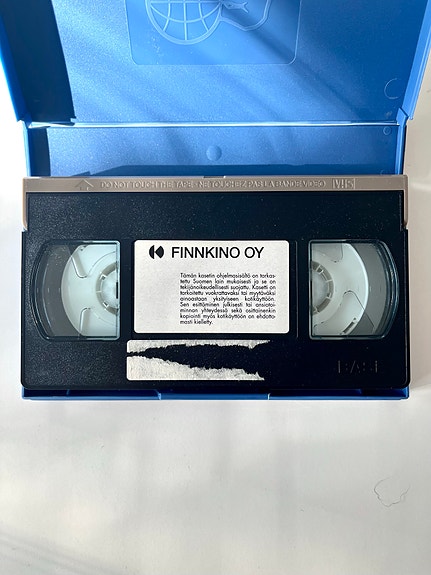 DO NOT TOUCH THE TAPE · NE TOUCHEZ PAS LA BANDE VIDEO VHS
FINNKINO OY
Tämän kasetin ohjelmasisältö on tarkas-
tettu Suomen lain mukaisesti ja se on
tekijänoikeudellisesti suojattu. Kasetti on
tarkoitettu vuokrattavaksi tai myytäväksi
ainoastaan yksityiseen kotikäyttöön.
Sen esittäminen julkisesti tai ansiotoi-
minnan yhteydessä sekä osittainenkin
kopiointi myös kotikäyttöön on ehdotto-
masti kielletty.
BASF